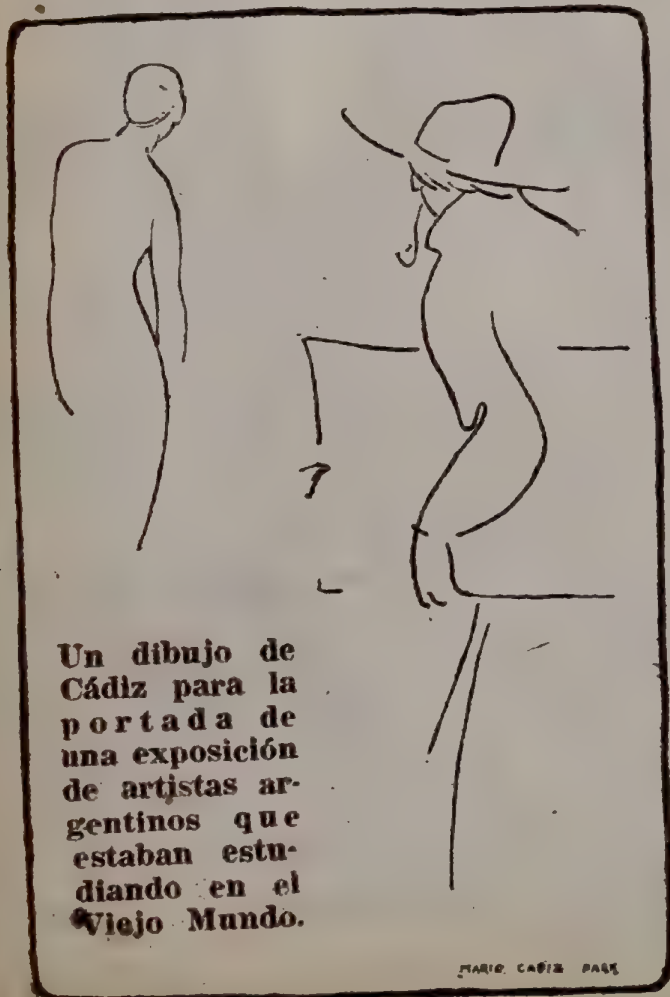 Un dibujo de
Cádiz para la
portada de
una exposición
de artistas ar-
gentinos que
estaban estu-
diando en el
Viejo Mundo.
MARIO CADIZ PARK